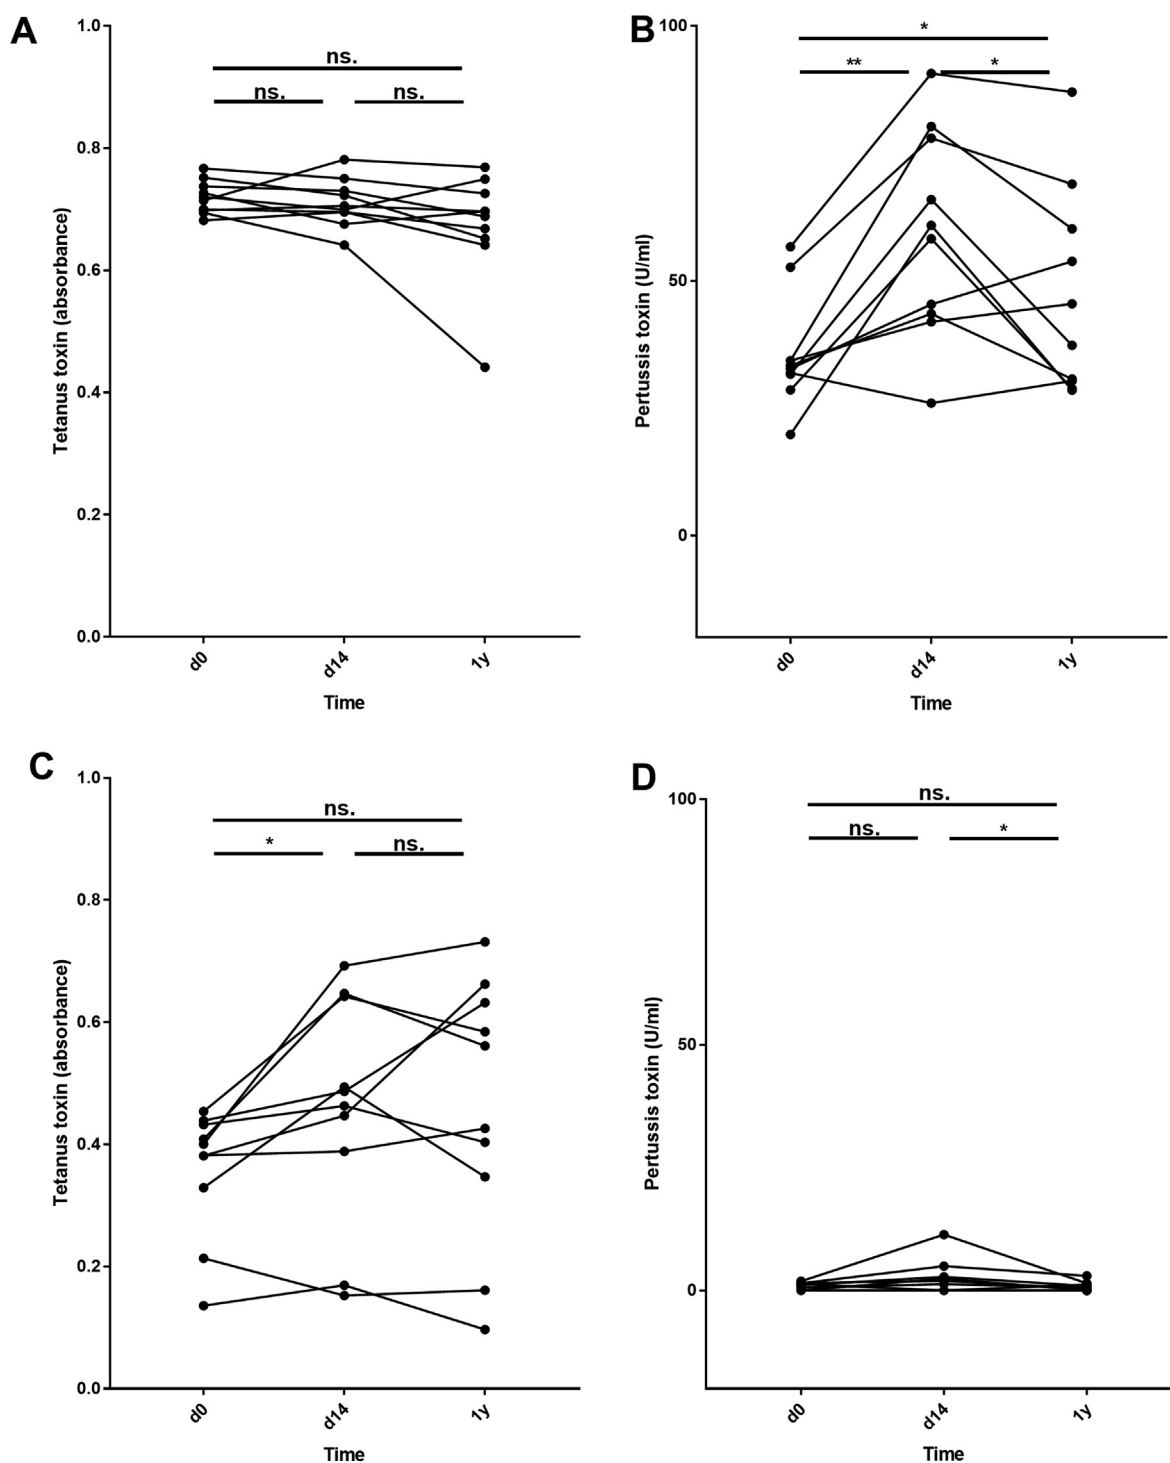 A
1.0
0.8
0.6
0.4
0.2
0.0
Tetanus toxin (absorbance)
ns.
ns.
ns.
d0
d14
1y
Time
B
100
50
0
Pertussis toxin (U/ml)
*
**
*
d0
d14
1y
Time
C
1.0
0.8
0.6
0.4
0.2
0.0
Tetanus toxin (absorbance)
ns.
*
ns.
d0
d14
1y
Time
D
100
50
0
Pertussis toxin (U/ml)
ns.
ns.
*
d0
d14
1y
Time